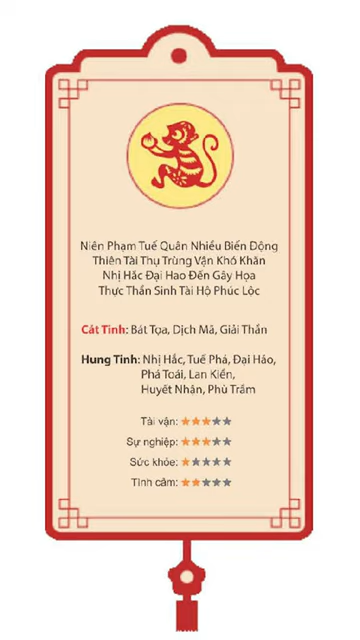 Niên Phạm Tuế Quân Nhiều Biến Động
Thiên Tài Thụ Trùng Vận Khó Khăn
Nhị Hắc Đại Hao Đến Gây Họa
Thực Thần Sinh Tài Hộ Phúc Lộc
Cát Tinh: Bát Tọa, Dịch Mã, Giải Thần
Hung Tinh: Nhị Hắc, Tuế Phá, Đại Hảo,
Phá Toái, Lan Kiền,
Huyết Nhận, Phù Trầm
Tài vận: ★★★★★
Sự nghiệp: ★★★★★
Sức khỏe: ★★★★★
Tình cảm: ★★★★★